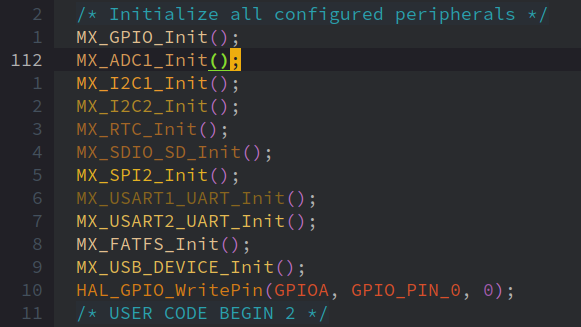 2 /* Initialize all configured peripherals */
1 MX_GPIO_Init();
112 MX_ADC1_Init();
1 MX_I2C1_Init();
2 MX_I2C2_Init();
3 MX_RTC_Init();
4 MX_SDIO_SD_Init();
5 MX_SPI2_Init();
6 MX_USART1_UART_Init();
7 MX_USART2_UART_Init();
8 MX_FATFS_Init();
9 MX_USB_DEVICE_Init();
10 HAL_GPIO_WritePin(GPIOA, GPIO_PIN_0, 0);
11 /* USER CODE BEGIN 2 */